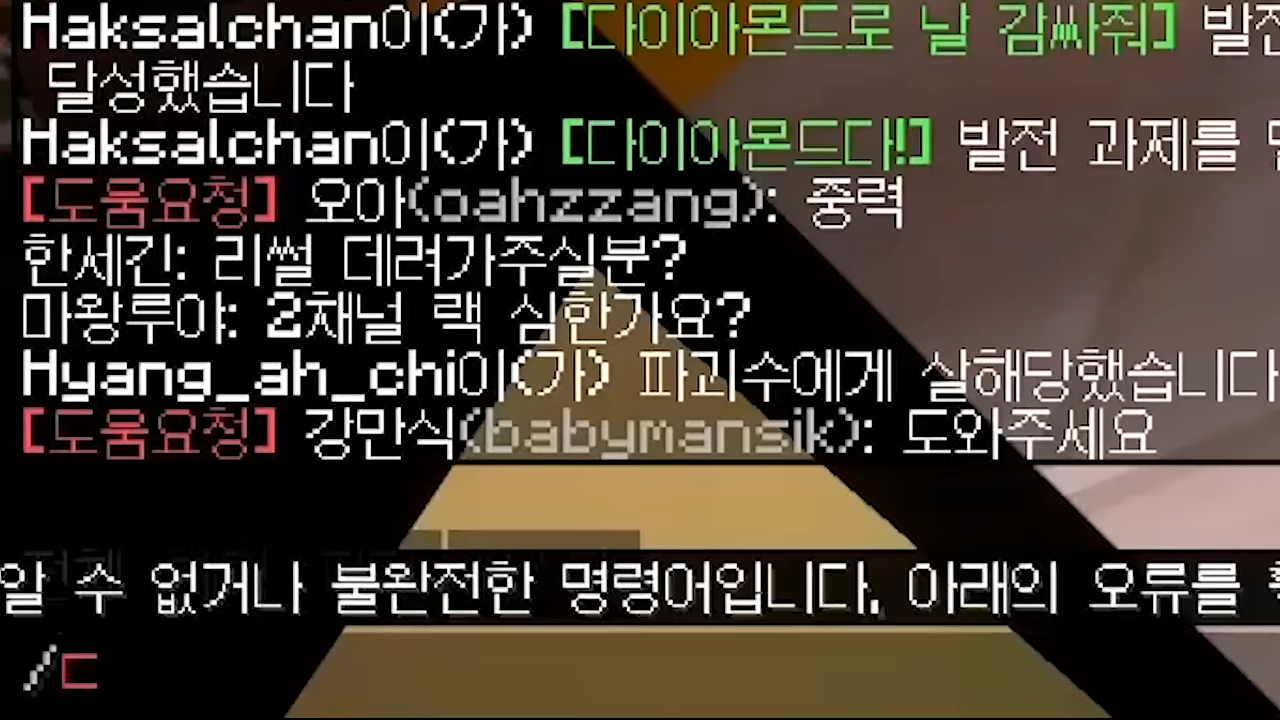 Haksalchan이(가) [다이아몬드로 날 감싸줘] 발전
달성했습니다
Haksalchan이(가) [다이아몬드다!] 발전 과제를
[도움요청] 오아(oahzzang): 중력
한세긴: 리썰 데려가주실분?
마왕루야: 2채널 랙 심한가요?
Hyang_ah_chi이(가) 파괴수에게 살해당했습니다
[도움요청] 강만식(babymansik): 도와주세요
알 수 없거나 불완전한 명령어입니다. 아래의 오류를
/ㄷ